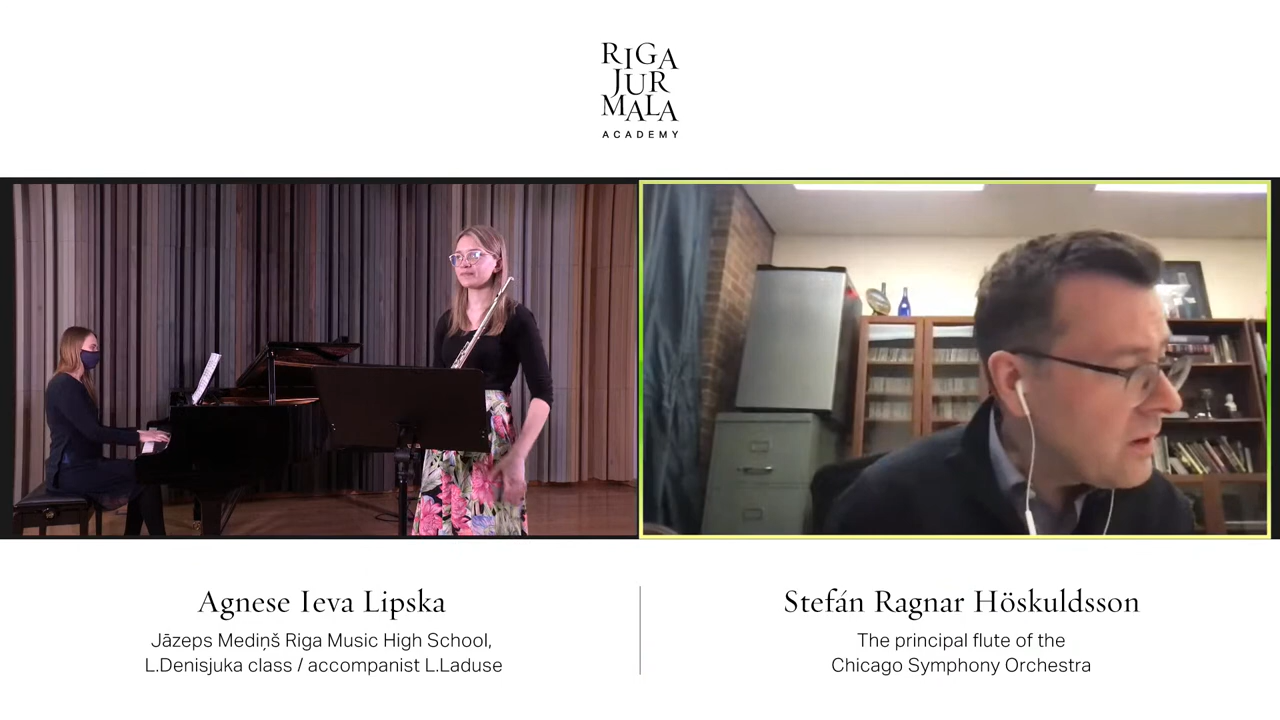 RIGA
JUR
MALA
ACADEMY
Agnese Ieva Lipska
Jāzeps Mediņš Riga Music High School,
L.Denisjuka class / accompanist L.Laduse
Stefán Ragnar Höskuldsson
The principal flute of the
Chicago Symphony Orchestra